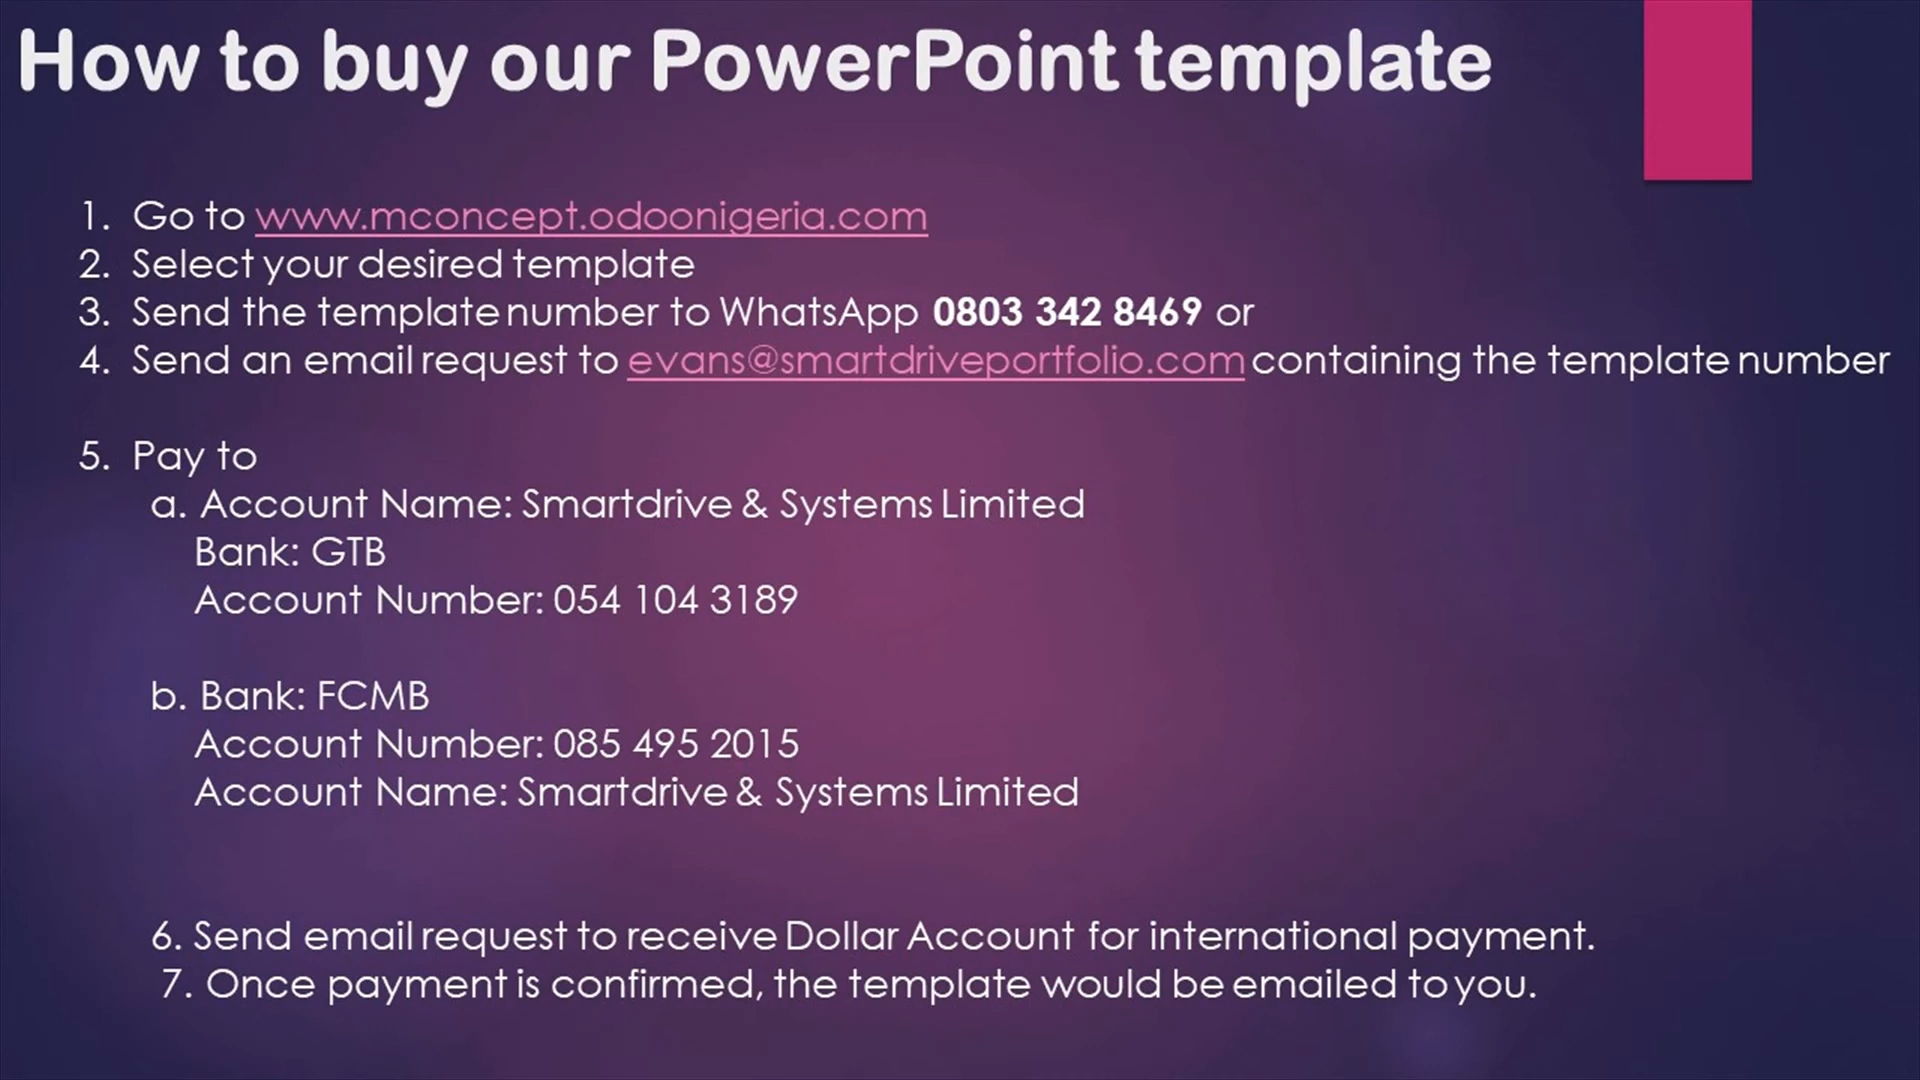 How to buy our PowerPoint template
1. Go to www.mconcept.odoonigeria.com
2. Select your desired template
3. Send the template number to WhatsApp 0803 342 8469 or
4. Send an email request to evans@smartdriveportfolio.com containing the template number
5. Pay to
a. Account Name: Smartdrive & Systems Limited
Bank: GTB
Account Number: 054 104 3189
b. Bank: FCMB
Account Number: 085 495 2015
Account Name: Smartdrive & Systems Limited
6. Send email request to receive Dollar Account for international payment.
7. Once payment is confirmed, the template would be emailed to you.